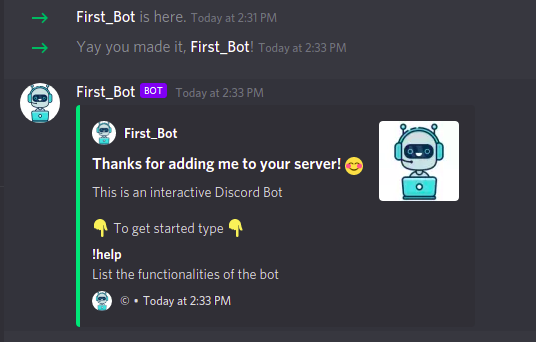 First_Bot is here. Today at 2:31 PM
Yay you made it, First_Bot! Today at 2:33 PM
First_Bot BOT Today at 2:33 PM
First_Bot
Thanks for adding me to your server! 😊
This is an interactive Discord Bot
👇 To get started type 👇
!help
List the functionalities of the bot
© • Today at 2:33 PM